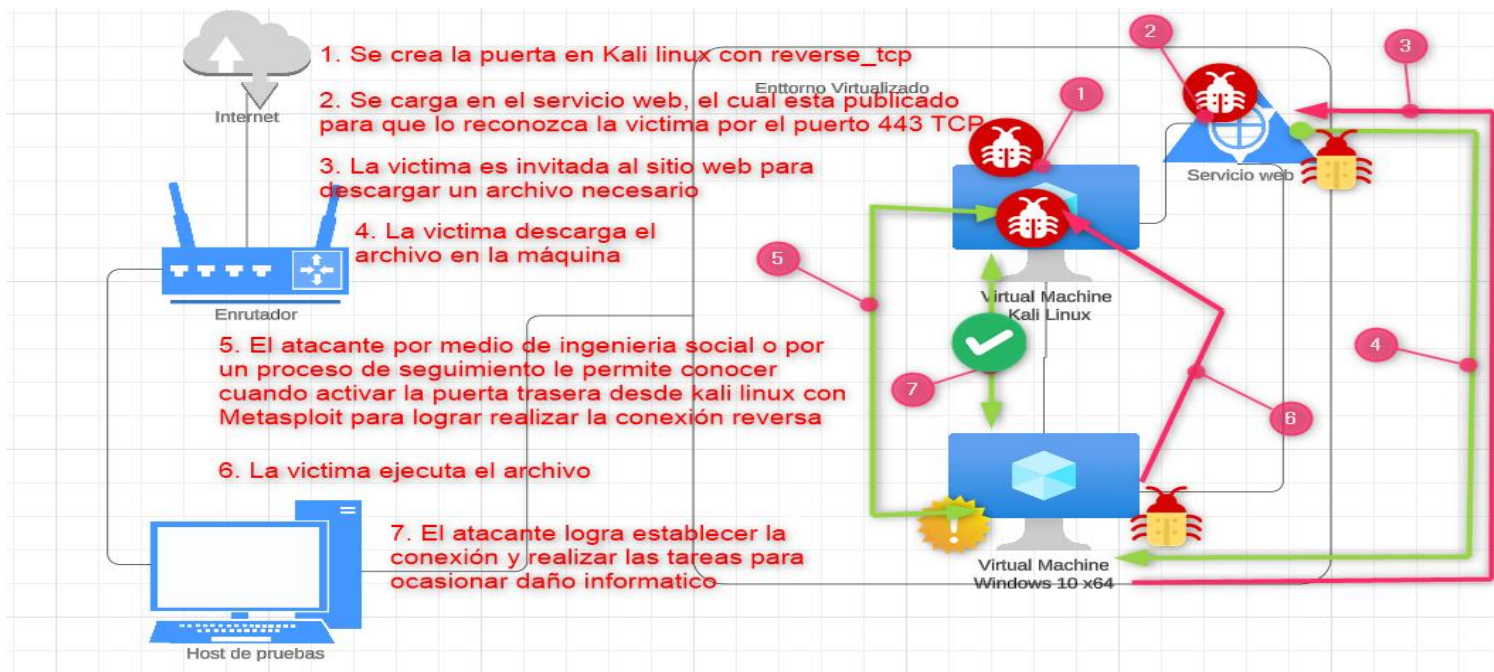 1. Se crea la puerta en Kali linux con reverse_tcp
Enttorno Virtualizado
2. Se carga en el servicio web, el cual esta publicado
para que lo reconozca la victima por el puerto 443 TCP
Internet
3. La victima es invitada al sitio web para
descargar un archivo necesario
4. La victima descarga el
archivo en la máquina
Enrutador
5. El atacante por medio de ingenieria social o por
un proceso de seguimiento le permite conocer
cuando activar la puerta trasera desde kali linux con
Metasploit para lograr realizar la conexión reversa
6. La victima ejecuta el archivo
7. El atacante logra establecer la
conexión y realizar las tareas para
ocasionar daño informatico
Host de pruebas
1
2
3
Servicio web
5
Virtual Machine
Kali Linux
4
7
6
Virtual Machine
Windows 10 x64